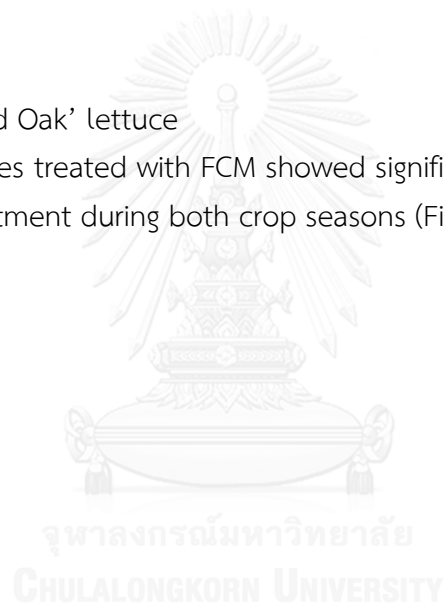 d Oak’ lettuce
es treated with FCM showed signifi
tment during both crop seasons (Fi
จุฬาลงกรณ์มหาวิทยาลัย
CHULALONGKORN UNIVERSITY